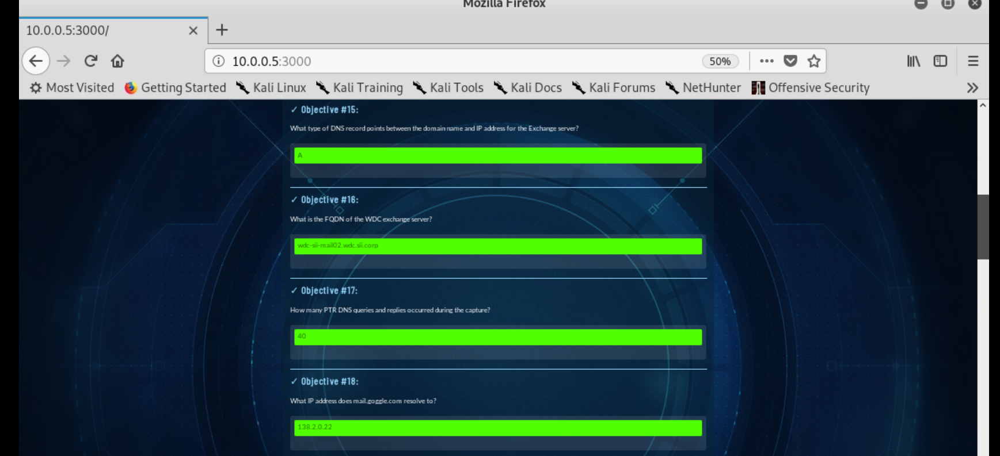 Mozilla Firefox
10.0.0.5:3000/
10.0.0.5:3000 50%
Most Visited Getting Started Kali Linux Kali Training Kali Tools Kali Docs Kali Forums NetHunter Offensive Security
✓ Objective #15:
What type of DNS record points between the domain name and IP address for the Exchange server?
A
✓ Objective #16:
What is the FQDN of the WDC exchange server?
wdc-sii-mail02.wdc.sii.corp
✓ Objective #17:
How many PTR DNS queries and replies occurred during the capture?
40
✓ Objective #18:
What IP address does mail.goggle.com resolve to?
138.2.0.22